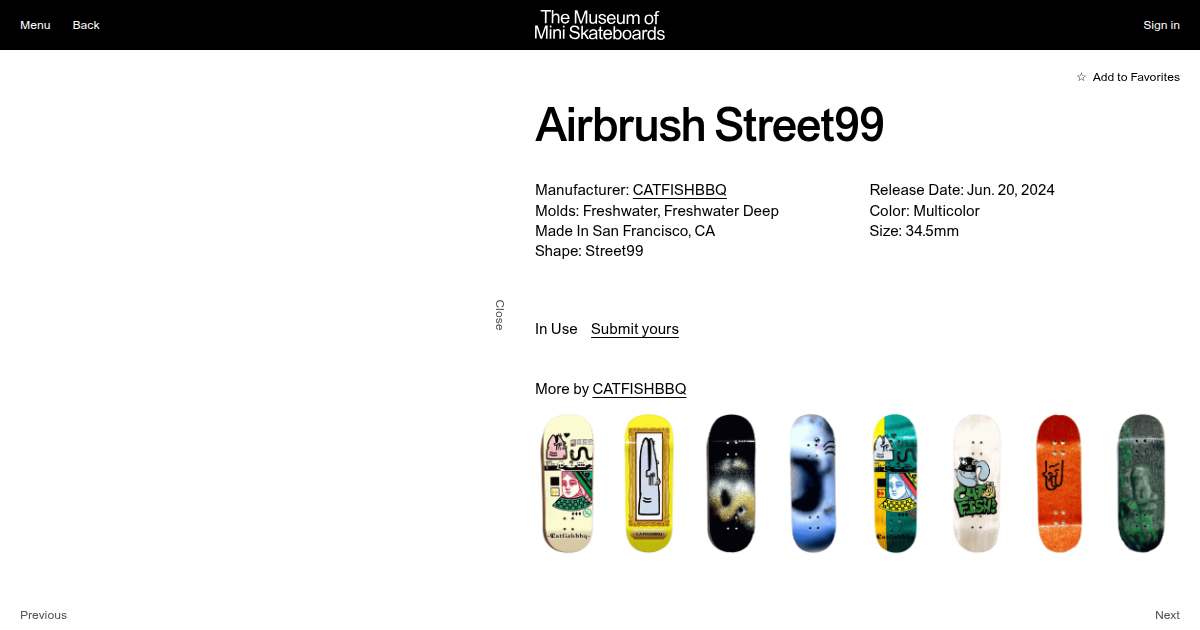 Menu
Back
The Museum of
Mini Skateboards
Sign in
☆ Add to Favorites
Airbrush Street99
Manufacturer: CATFISHBBQ
Molds: Freshwater, Freshwater Deep
Made In San Francisco, CA
Shape: Street99
Release Date: Jun. 20, 2024
Color: Multicolor
Size: 34.5mm
Close
In Use
Submit yours
More by CATFISHBBQ
-Catfishbbq-
CATFISHBBQ
Previous
Next